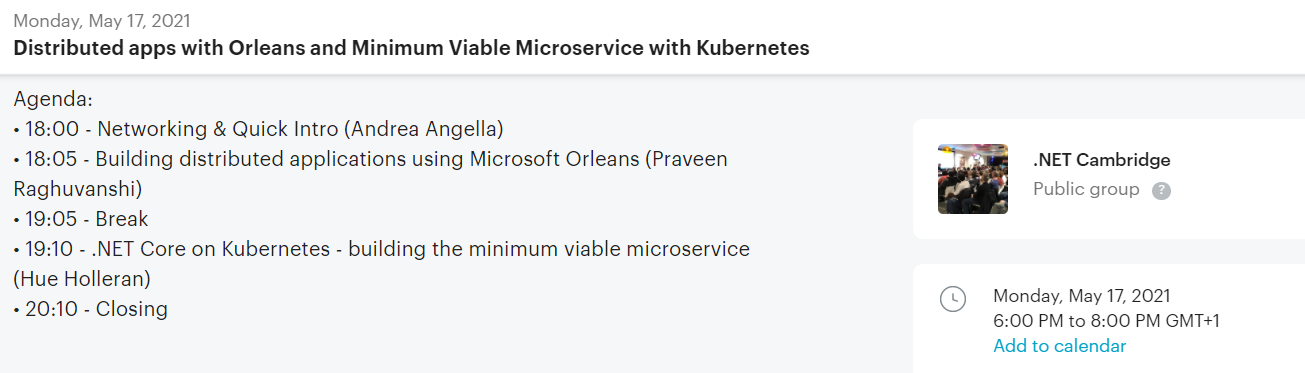 Monday, May 17, 2021
Distributed apps with Orleans and Minimum Viable Microservice with Kubernetes
Agenda:
• 18:00 - Networking & Quick Intro (Andrea Angella)
• 18:05 - Building distributed applications using Microsoft Orleans (Praveen
Raghuvanshi)
• 19:05 - Break
• 19:10 - .NET Core on Kubernetes - building the minimum viable microservice
(Hue Holleran)
• 20:10 - Closing
.NET Cambridge
Public group ?
Monday, May 17, 2021
6:00 PM to 8:00 PM GMT+1
Add to calendar